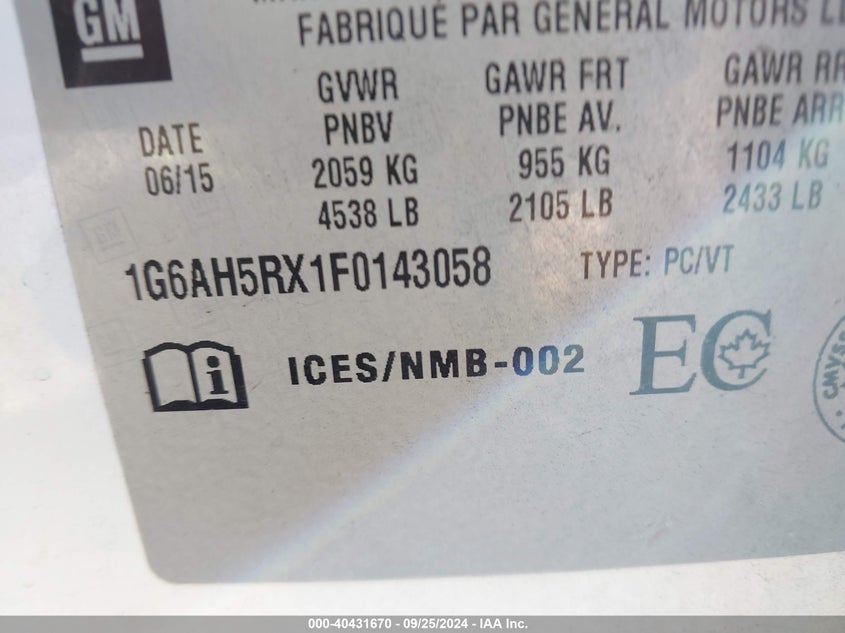 GM
FABRIQUÉ PAR GENERAL MOTORS
GVWR GAWR FRT GAWR RR
DATE PNBV PNBE AV. PNBE ARR
06/15 2059 KG 955 KG 1104 KG
4538 LB 2105 LB 2433 LB
1G6AH5RX1F0143058 TYPE: PC/VT
i ICES/NMB-002 EC
000-40431670 - 09/25/2024 - IAA Inc.